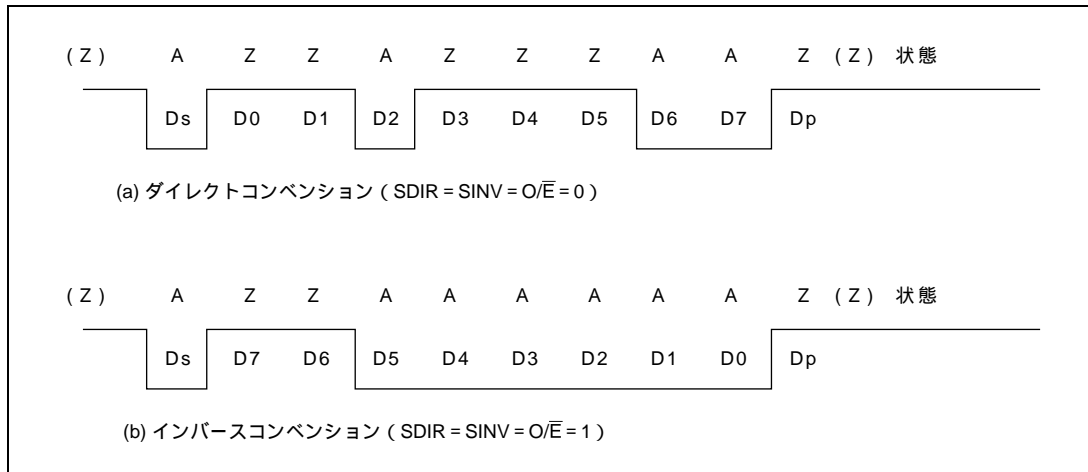 (Z) A Z Z A Z Z Z A A Z (Z) 状態
Ds D0 D1 D2 D3 D4 D5 D6 D7 Dp
(a) ダイレクトコンベンション(SDIR = SINV = O/E̅ = 0)
(Z) A Z Z A A A A A A Z (Z) 状態
Ds D7 D6 D5 D4 D3 D2 D1 D0 Dp
(b) インバースコンベンション(SDIR = SINV = O/E̅ = 1)